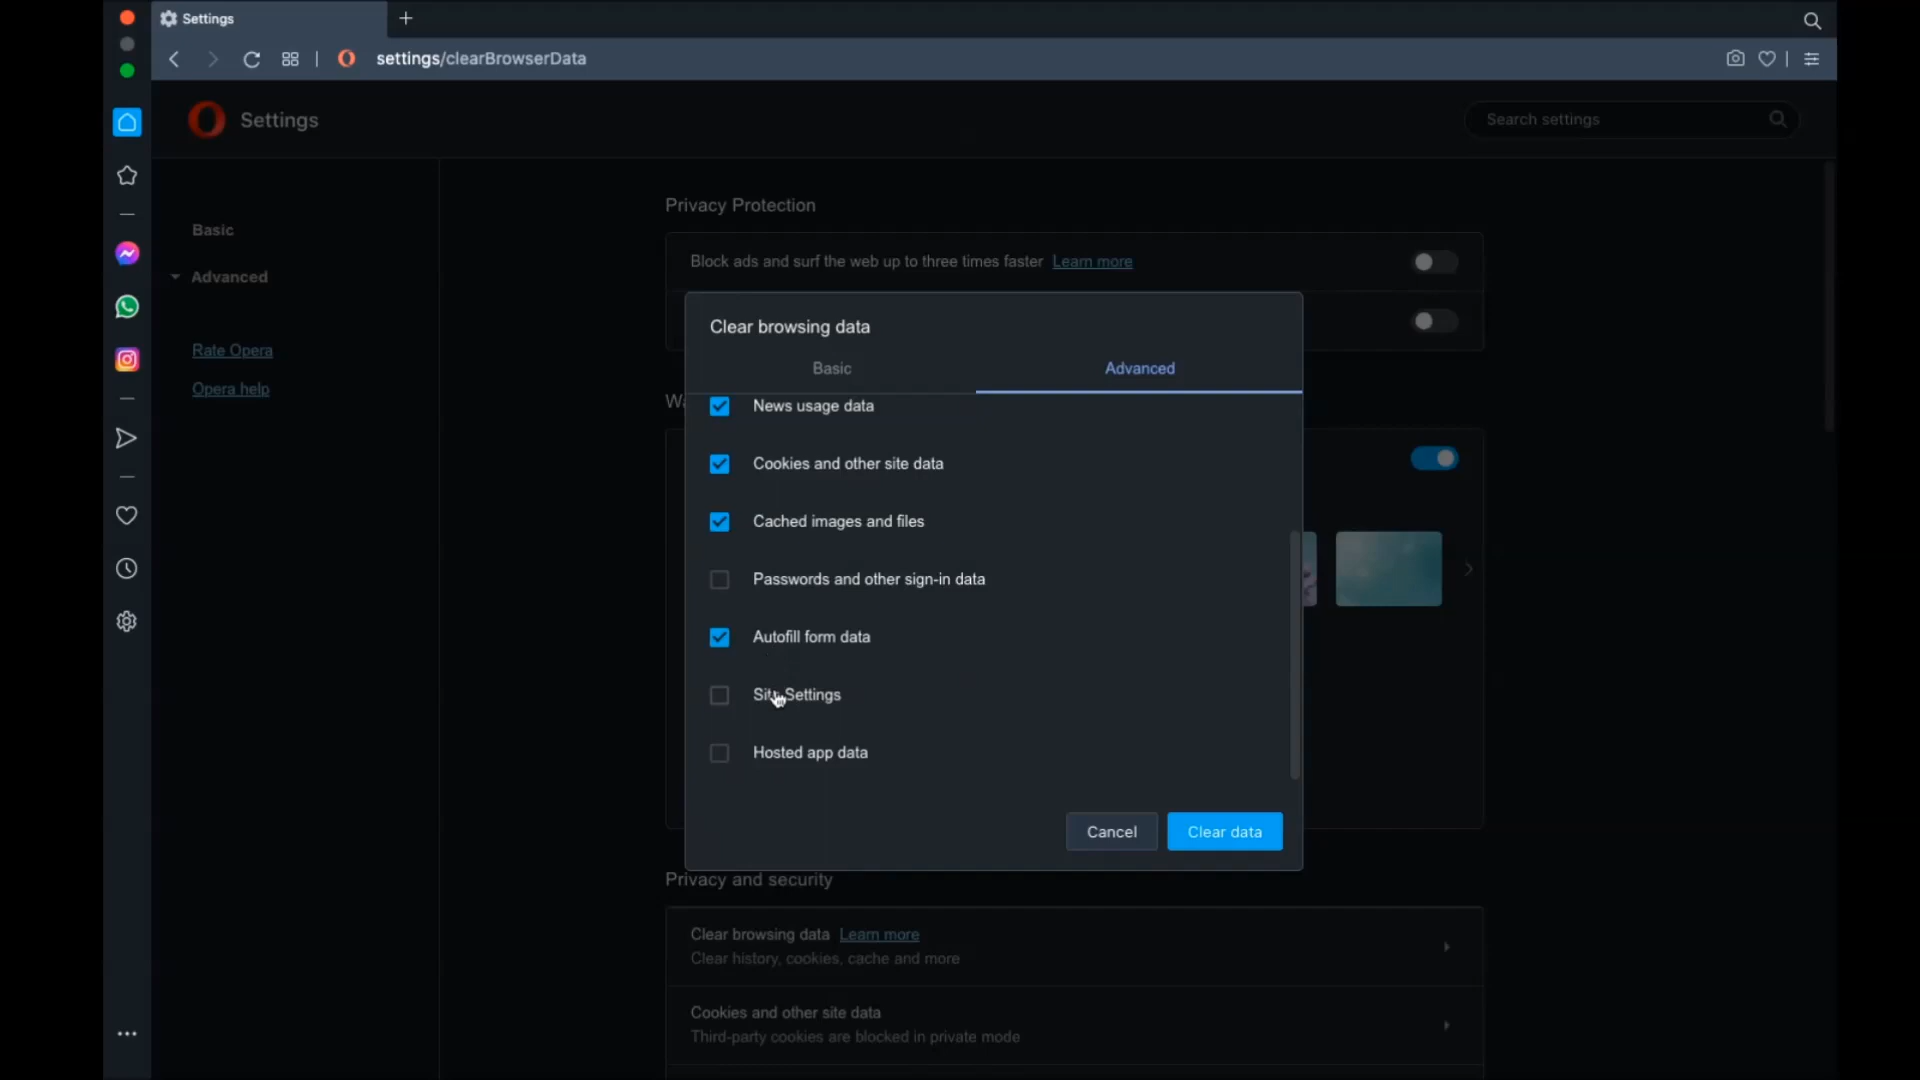 Settings
settings/clearBrowserData
Settings
Search settings
Basic
Advanced
Rate Opera
Opera help
Privacy Protection
Block ads and surf the web up to three times faster Learn more
Clear browsing data
Basic
Advanced
News usage data
Cookies and other site data
Cached images and files
Passwords and other sign-in data
Autofill form data
Site Settings
Hosted app data
Cancel
Clear data
Privacy and security
Clear browsing data Learn more
Clear history, cookies, cache and more
Cookies and other site data
Third-party cookies are blocked in private mode